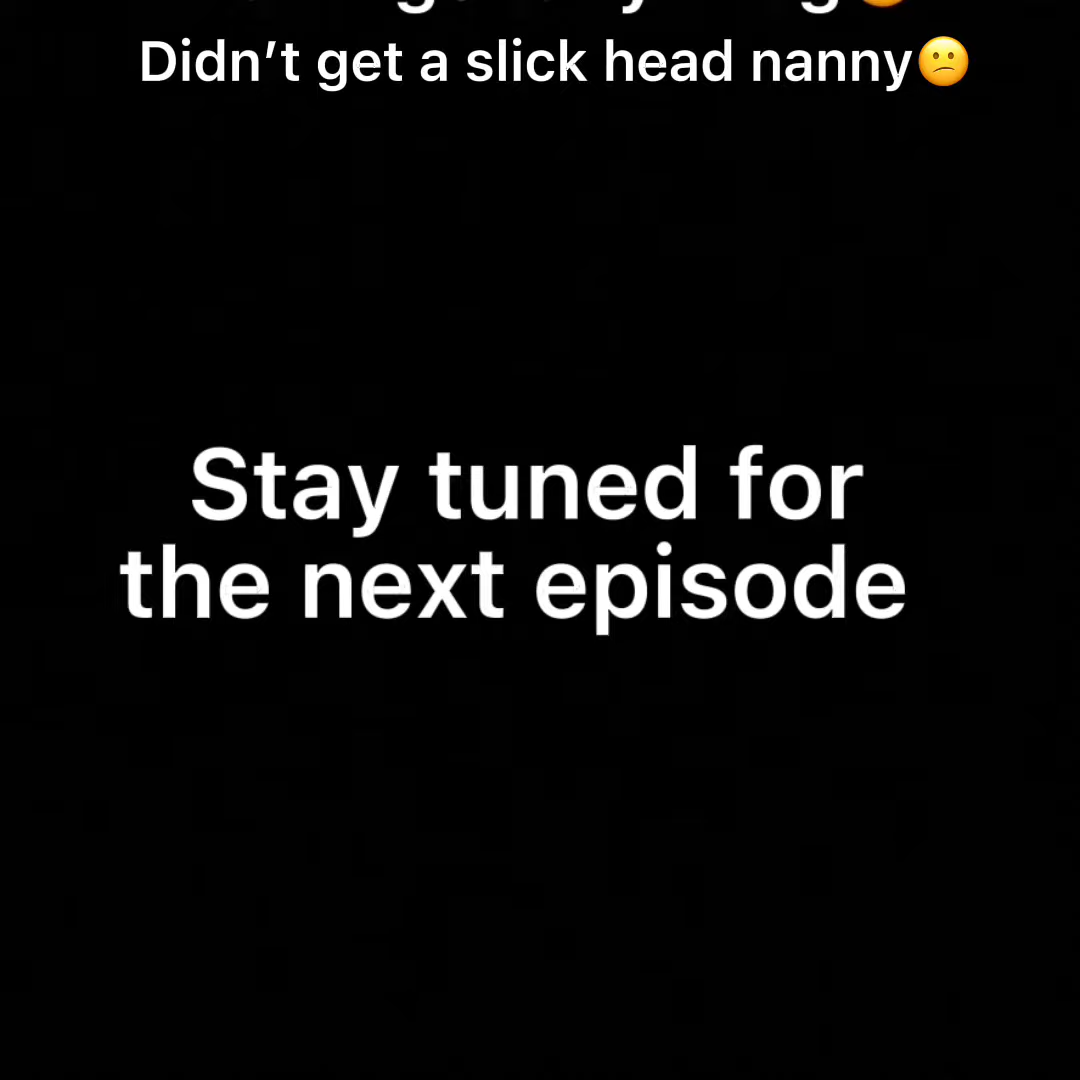 Didn't get a slick head nanny😕
Stay tuned for
the next episode